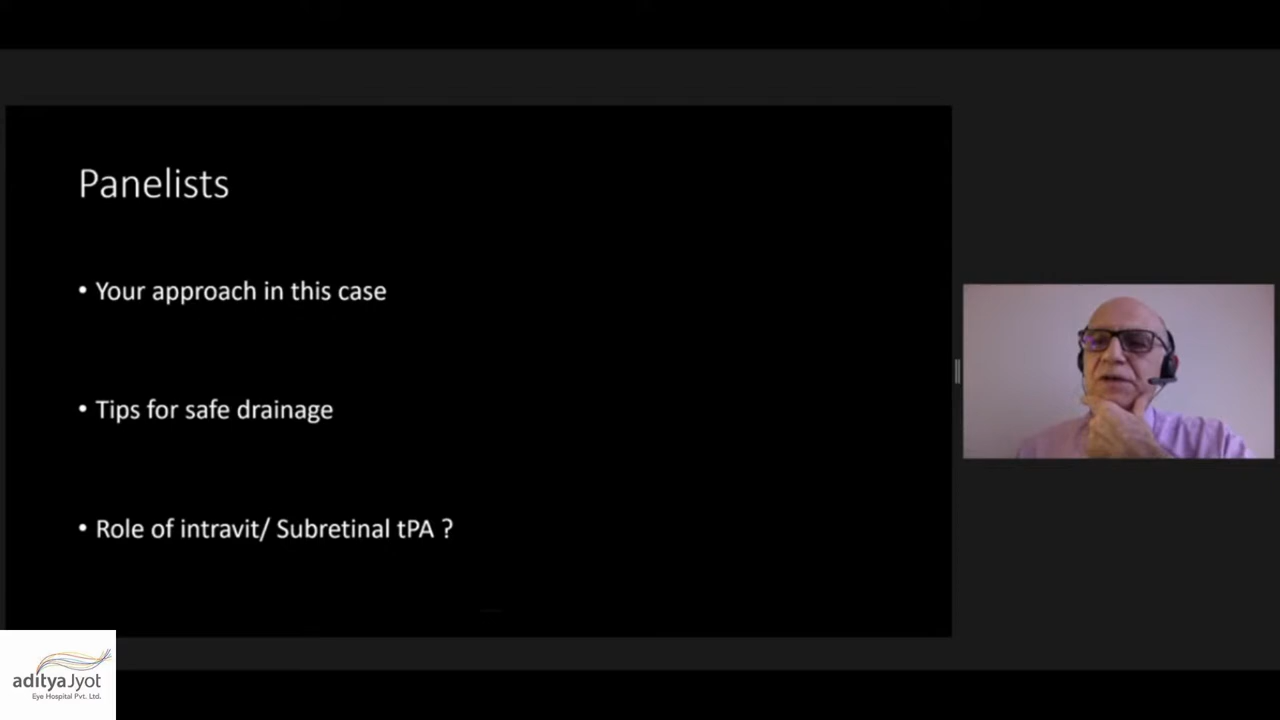 Panelists
• Your approach in this case
• Tips for safe drainage
• Role of intravit/ Subretinal tPA ?
adityaJyot
Eye Hospital Pvt. Ltd.